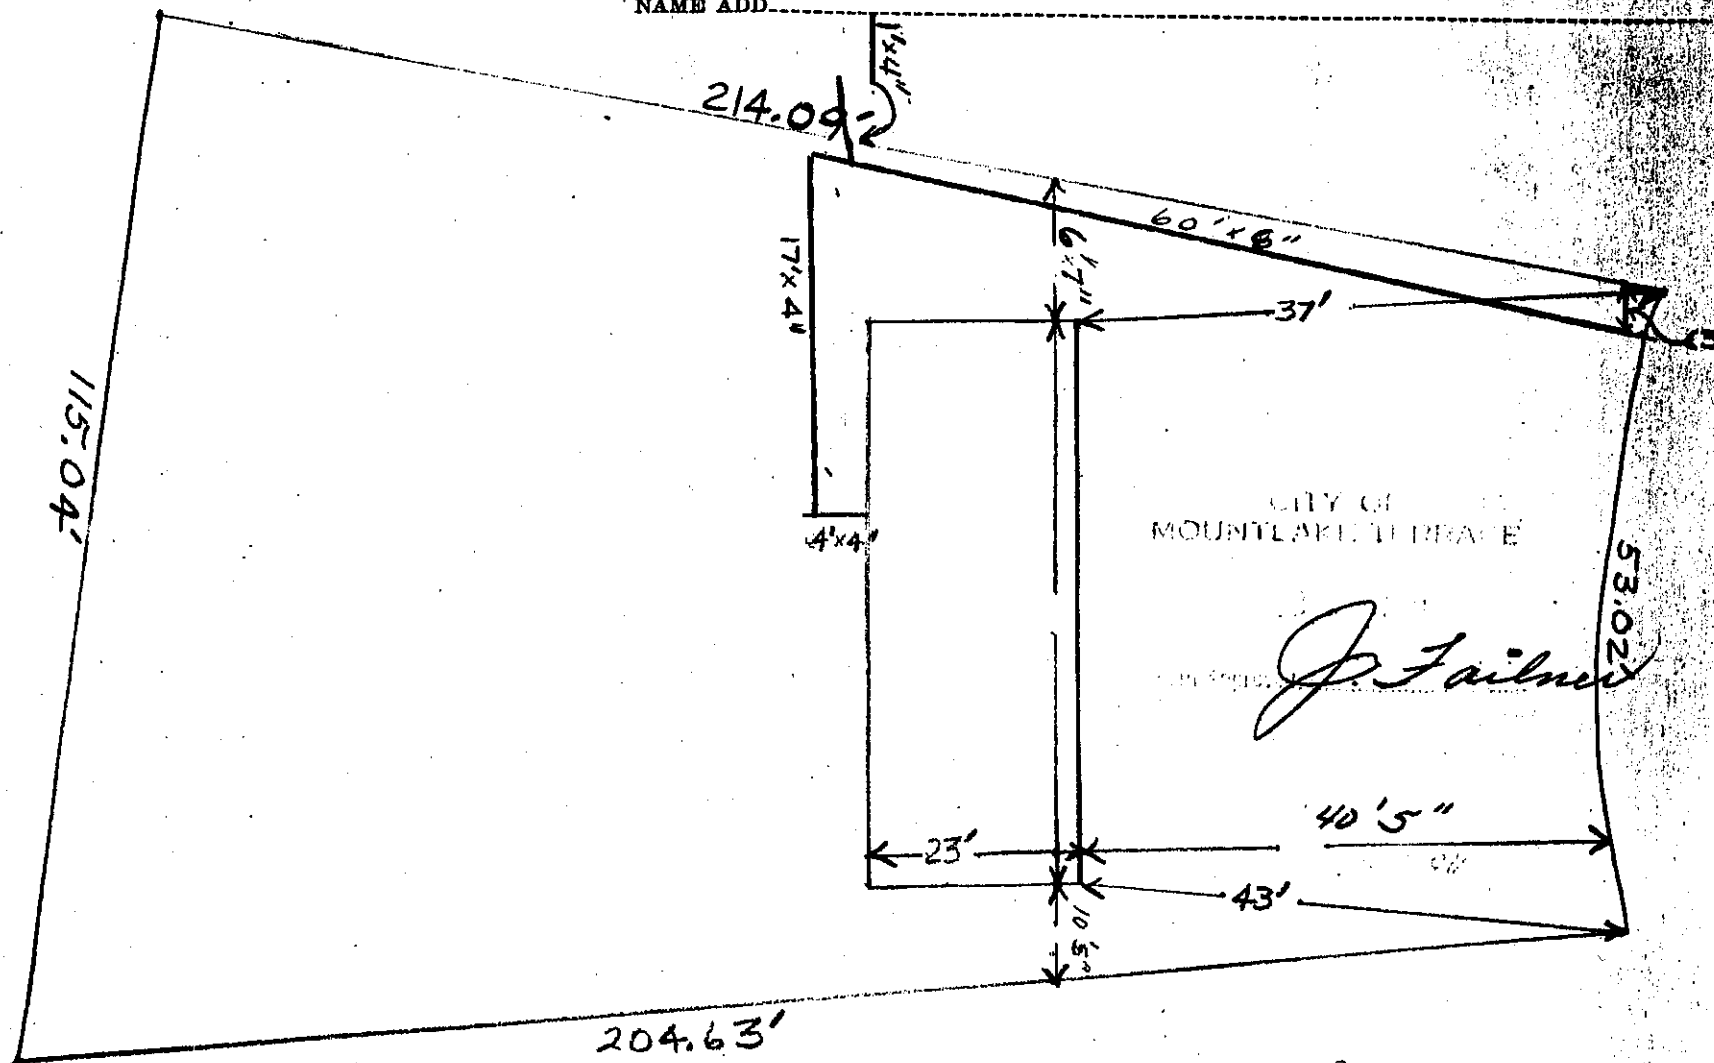 NAME ADD
1'x4"
214.09'
60'x8"
6'7"
17'x4"
37'
115.04'
4'x4"
CITY OF
MOUNTLAKE TERRACE
53.02'
J. Failner
40'5"
23'
43'
10'5"
204.63'